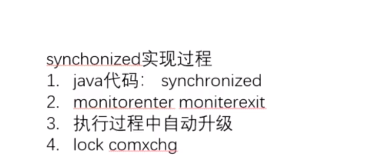 synchonized实现过程
1. java代码： synchronized
2. monitorenter moniterexit
3. 执行过程中自动升级
4. lock comxchg